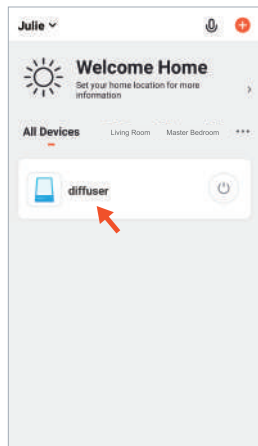 Julie
Welcome Home
Set your home location for more
information
All Devices
Living Room
Master Bedroom
diffuser